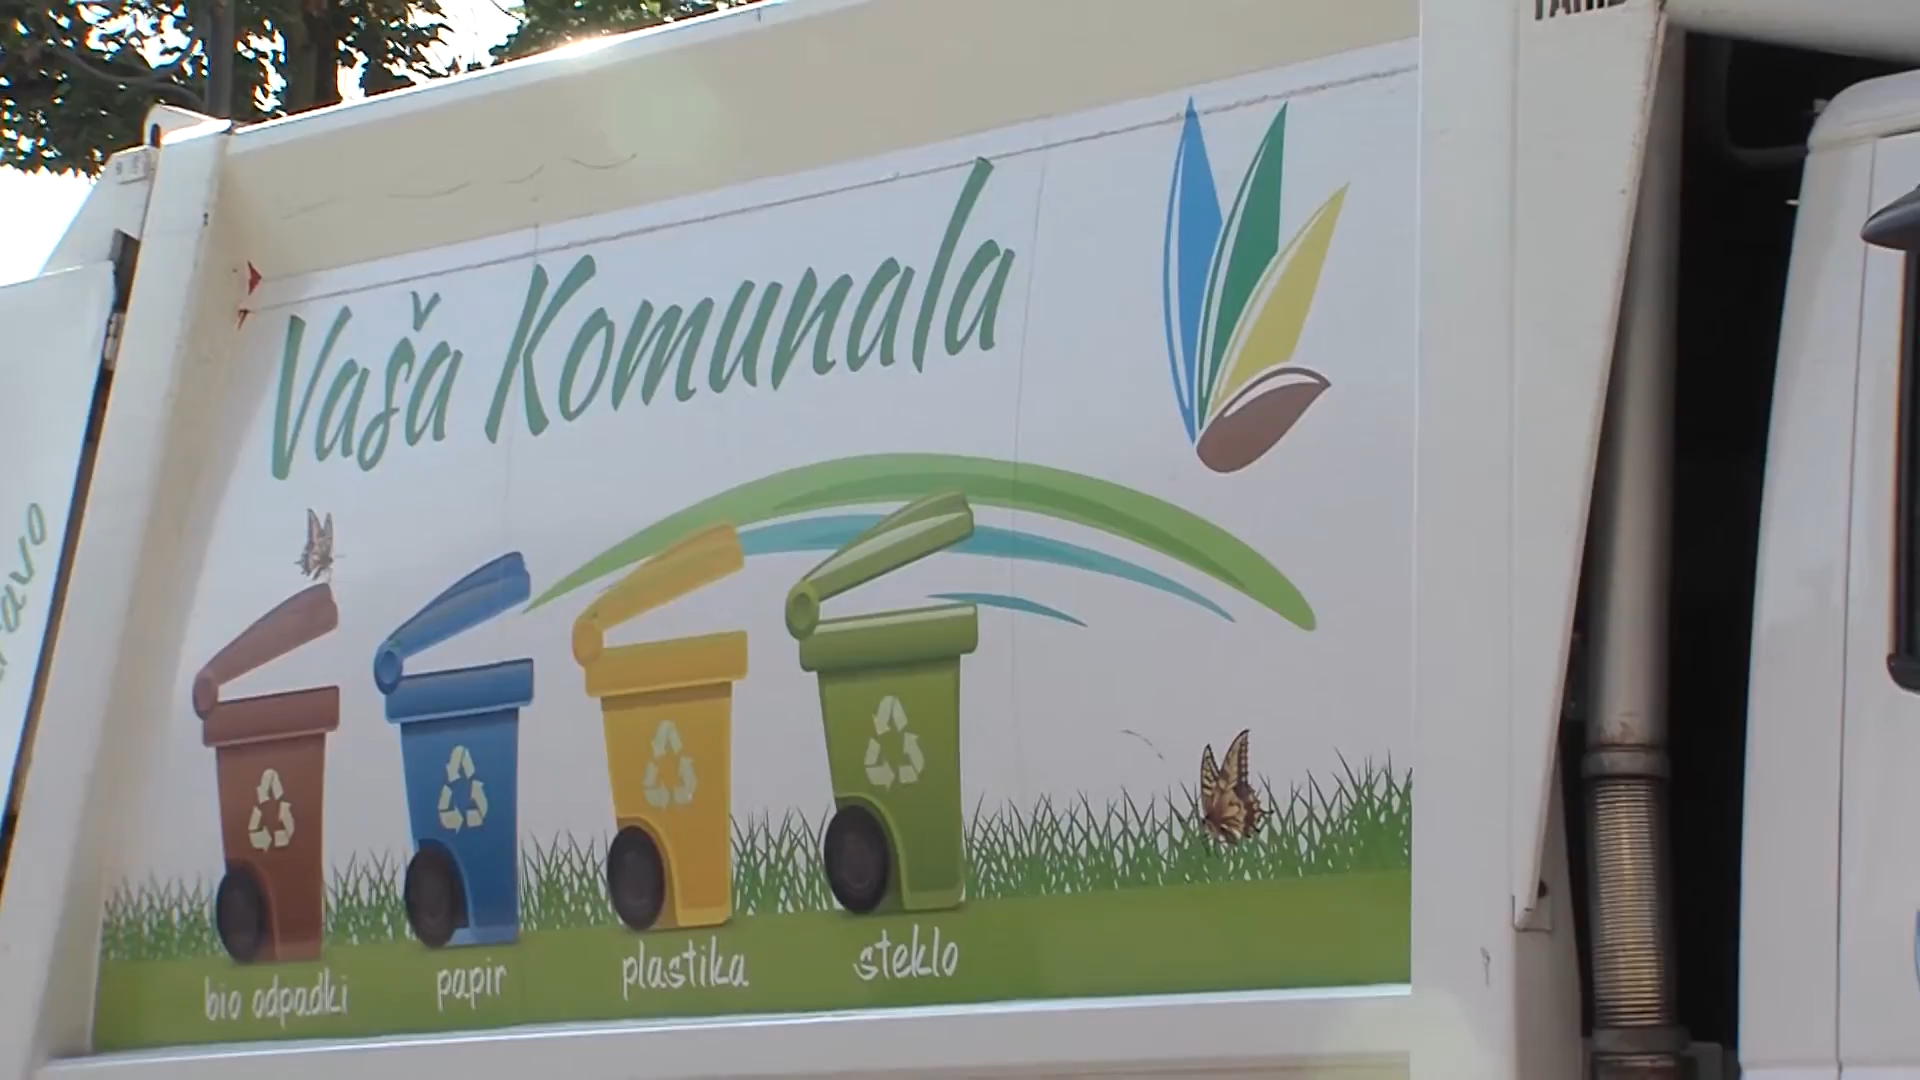 Vaša Komunala
bio odpadki
papir
plastika
steklo